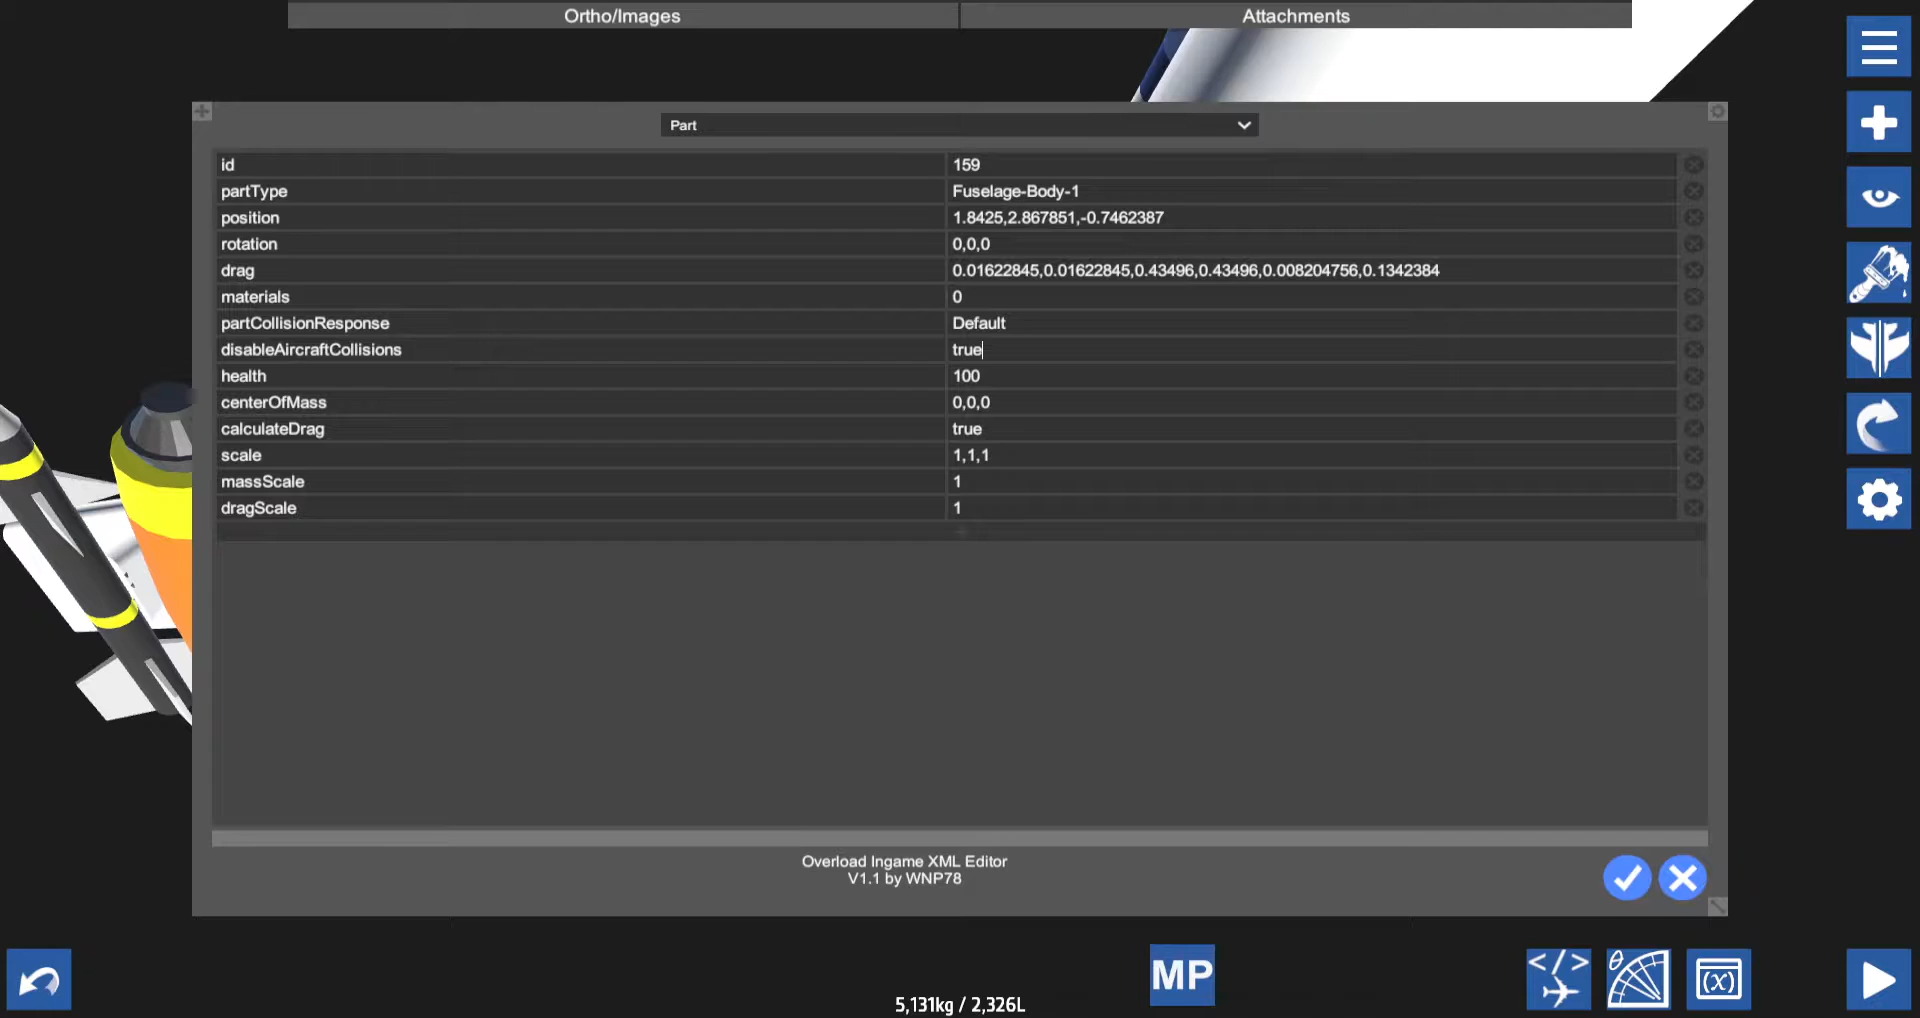 Ortho/Images Attachments
Part
id 159
partType Fuselage-Body-1
position 1.8425,2.867851,-0.7462387
rotation 0,0,0
drag 0.01622845,0.01622845,0.43496,0.43496,0.008204756,0.1342384
materials 0
partCollisionResponse Default
disableAircraftCollisions true
health 100
centerOfMass 0,0,0
calculateDrag true
scale 1,1,1
massScale 1
dragScale 1
Overload Ingame XML Editor
V1.1 by WNP78
MP
</> θ (x)
5,131kg / 2,326L